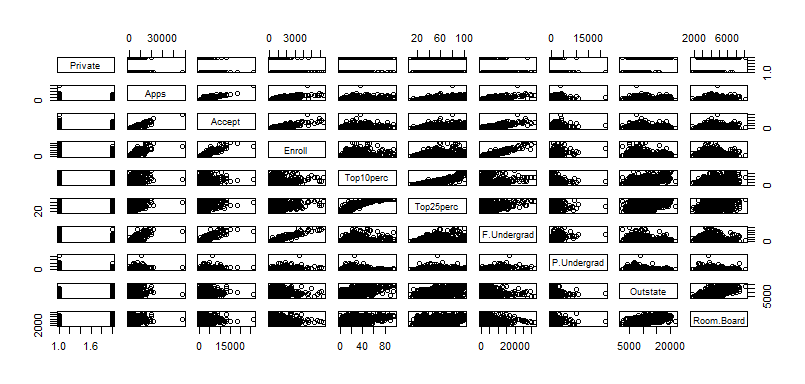 0 30000 0 3000 20 60 100 0 15000 2000 6000
Private 1.0
0 Apps
Accept 0
0 Enroll
Top10perc 0
20 Top25perc
F.Undergrad 0
0 P.Undergrad
Outstate 5000
2000 Room.Board
1.0 1.6 0 15000 0 40 80 0 20000 5000 20000